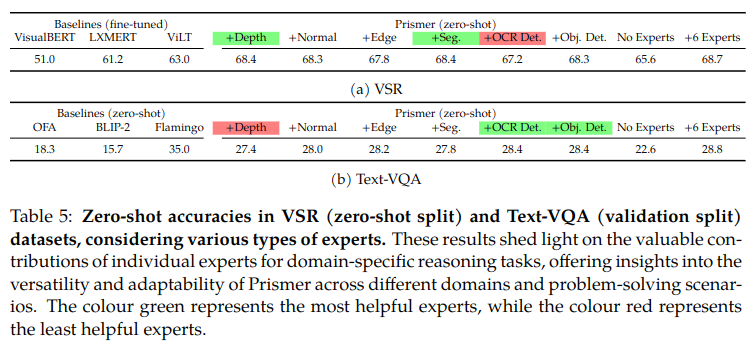 Baselines (fine-tuned) Prismer (zero-shot)
VisualBERT LXMERT ViLT +Depth +Normal +Edge +Seg. +OCR Det. +Obj. Det. No Experts +6 Experts
51.0 61.2 63.0 68.4 68.3 67.8 68.4 67.2 68.3 65.6 68.7
(a) VSR
Baselines (zero-shot) Prismer (zero-shot)
OFA BLIP-2 Flamingo +Depth +Normal +Edge +Seg. +OCR Det. +Obj. Det. No Experts +6 Experts
18.3 15.7 35.0 27.4 28.0 28.2 27.8 28.4 28.4 22.6 28.8
(b) Text-VQA
Table 5: Zero-shot accuracies in VSR (zero-shot split) and Text-VQA (validation split)
datasets, considering various types of experts. These results shed light on the valuable con-
tributions of individual experts for domain-specific reasoning tasks, offering insights into the
versatility and adaptability of Prismer across different domains and problem-solving scenar-
ios. The colour green represents the most helpful experts, while the colour red represents
the least helpful experts.